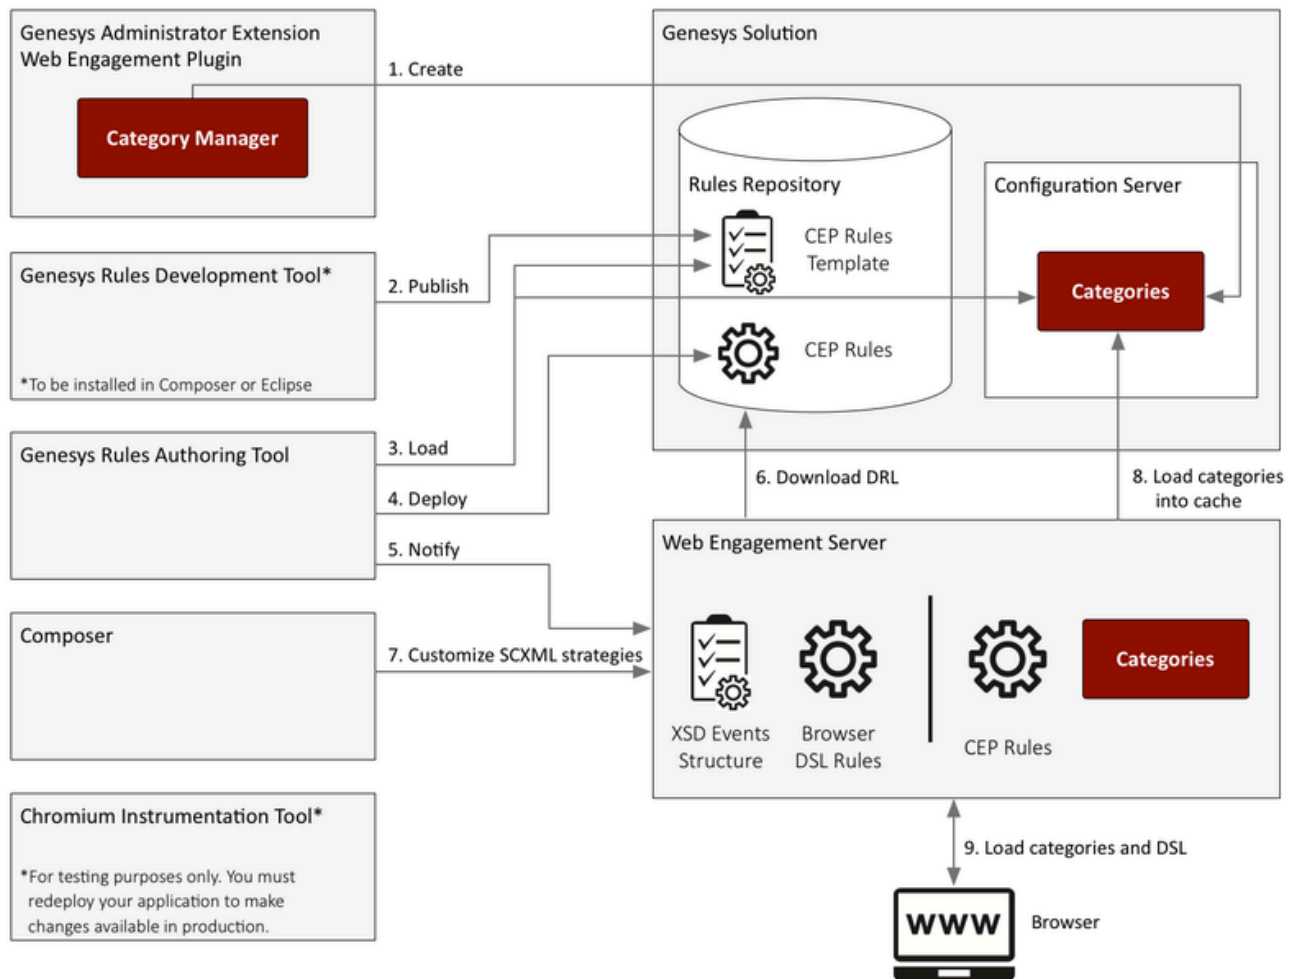 Genesys Administrator Extension
Web Engagement Plugin
Category Manager
1. Create
Genesys Solution
Rules Repository
CEP Rules
Template
CEP Rules
Configuration Server
Categories
Genesys Rules Development Tool*
*To be installed in Composer or Eclipse
2. Publish
Genesys Rules Authoring Tool
3. Load
4. Deploy
5. Notify
6. Download DRL
8. Load categories
into cache
Composer
7. Customize SCXML strategies
Web Engagement Server
XSD Events
Structure
Browser
DSL Rules
CEP Rules
Categories
Chromium Instrumentation Tool*
*For testing purposes only. You must
redeploy your application to make
changes available in production.
9. Load categories and DSL
WWW
Browser